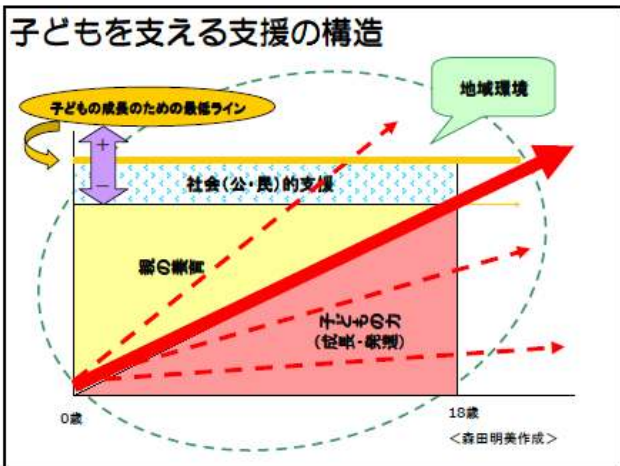 子どもを支える支援の構造
地域環境
子どもの成長のための最低ライン
+
−
社会(公・民)的支援
親の養育
子どもの力
(成長・発達)
0歳
18歳
<森田明美作成>